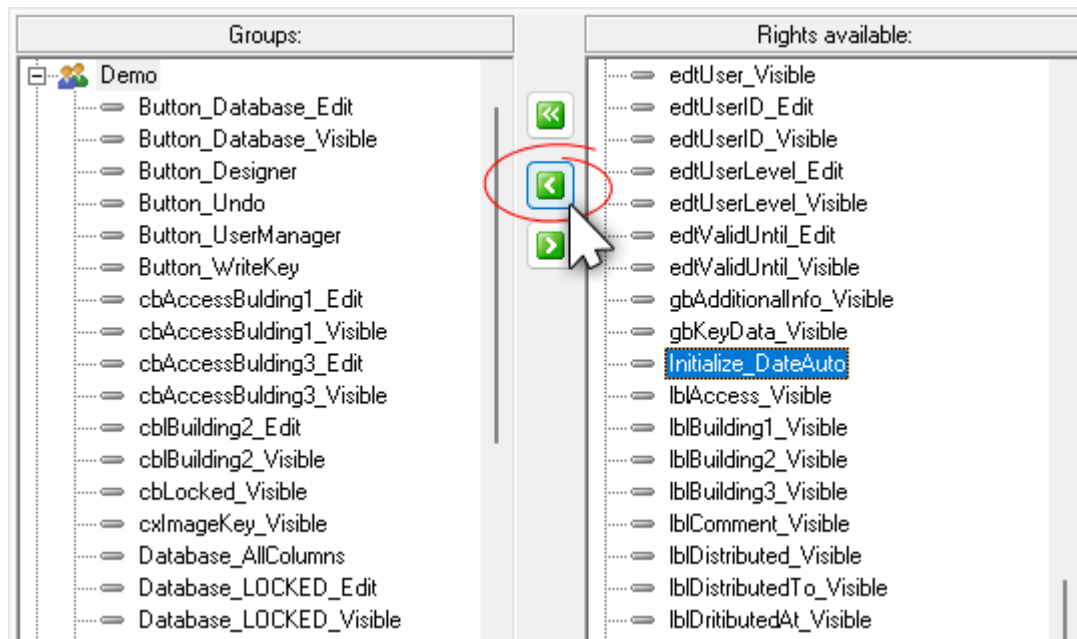 Groups:
Demo
Button_Database_Edit
Button_Database_Visible
Button_Designer
Button_Undo
Button_UserManager
Button_WriteKey
cbAccessBulding1_Edit
cbAccessBulding1_Visible
cbAccessBulding3_Edit
cbAccessBulding3_Visible
cblBuilding2_Edit
cblBuilding2_Visible
cbLocked_Visible
cxImageKey_Visible
Database_AllColumns
Database_LOCKED_Edit
Database_LOCKED_Visible
Rights available:
edtUser_Visible
edtUserID_Edit
edtUserID_Visible
edtUserLevel_Edit
edtUserLevel_Visible
edtValidUntil_Edit
edtValidUntil_Visible
gbAdditionalInfo_Visible
gbKeyData_Visible
Initialize_DateAuto
lblAccess_Visible
lblBuilding1_Visible
lblBuilding2_Visible
lblBuilding3_Visible
lblComment_Visible
lblDistributed_Visible
lblDistributedTo_Visible
lblDritibutedAt_Visible